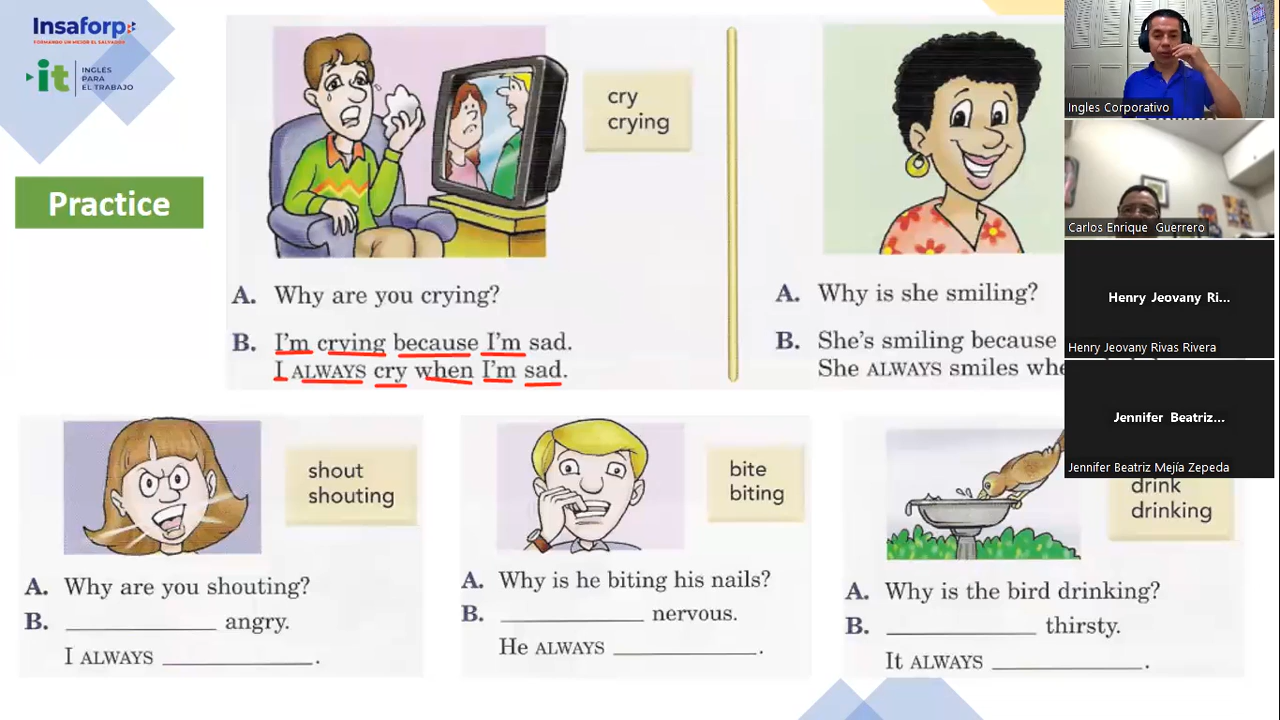 Insaforp
FORMANDO UN MEJOR EL SALVADOR
it
INGLÉS
PARA
EL TRABAJO
Practice
cry
crying
A. Why are you crying?
B. I'm crying because I'm sad.
I ALWAYS cry when I'm sad.
A. Why is she smiling?
B. She's smiling because
She ALWAYS smiles whe
shout
shouting
A. Why are you shouting?
B. ____________ angry.
I ALWAYS ____________.
bite
biting
A. Why is he biting his nails?
B. ____________ nervous.
He ALWAYS ____________.
drink
drinking
A. Why is the bird drinking?
B. ____________ thirsty.
It ALWAYS ____________.
Ingles Corporativo
Carlos Enrique Guerrero
Henry Jeovany Ri...
Henry Jeovany Rivas Rivera
Jennifer Beatriz...
Jennifer Beatriz Mejía Zepeda